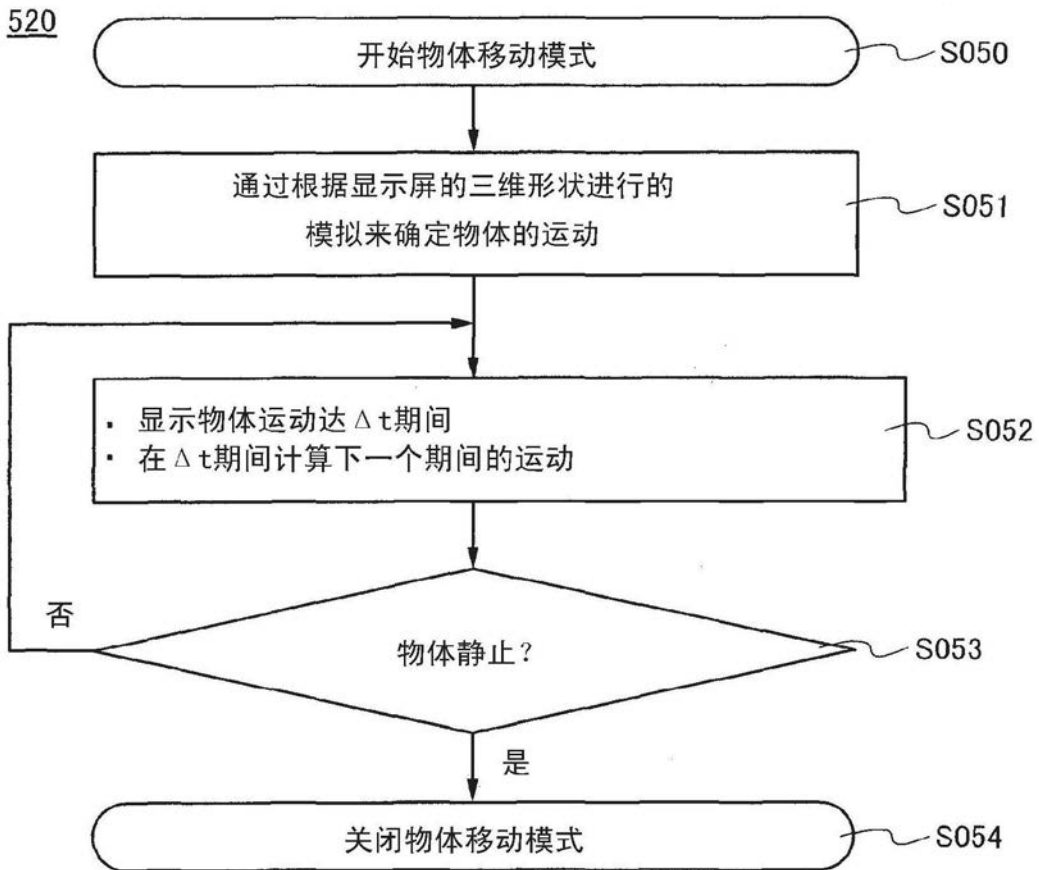 520
开始物体移动模式
S050
通过根据显示屏的三维形状进行的
模拟来确定物体的运动
S051
· 显示物体运动达Δt期间
· 在Δt期间计算下一个期间的运动
S052
否
物体静止?
S053
是
关闭物体移动模式
S054